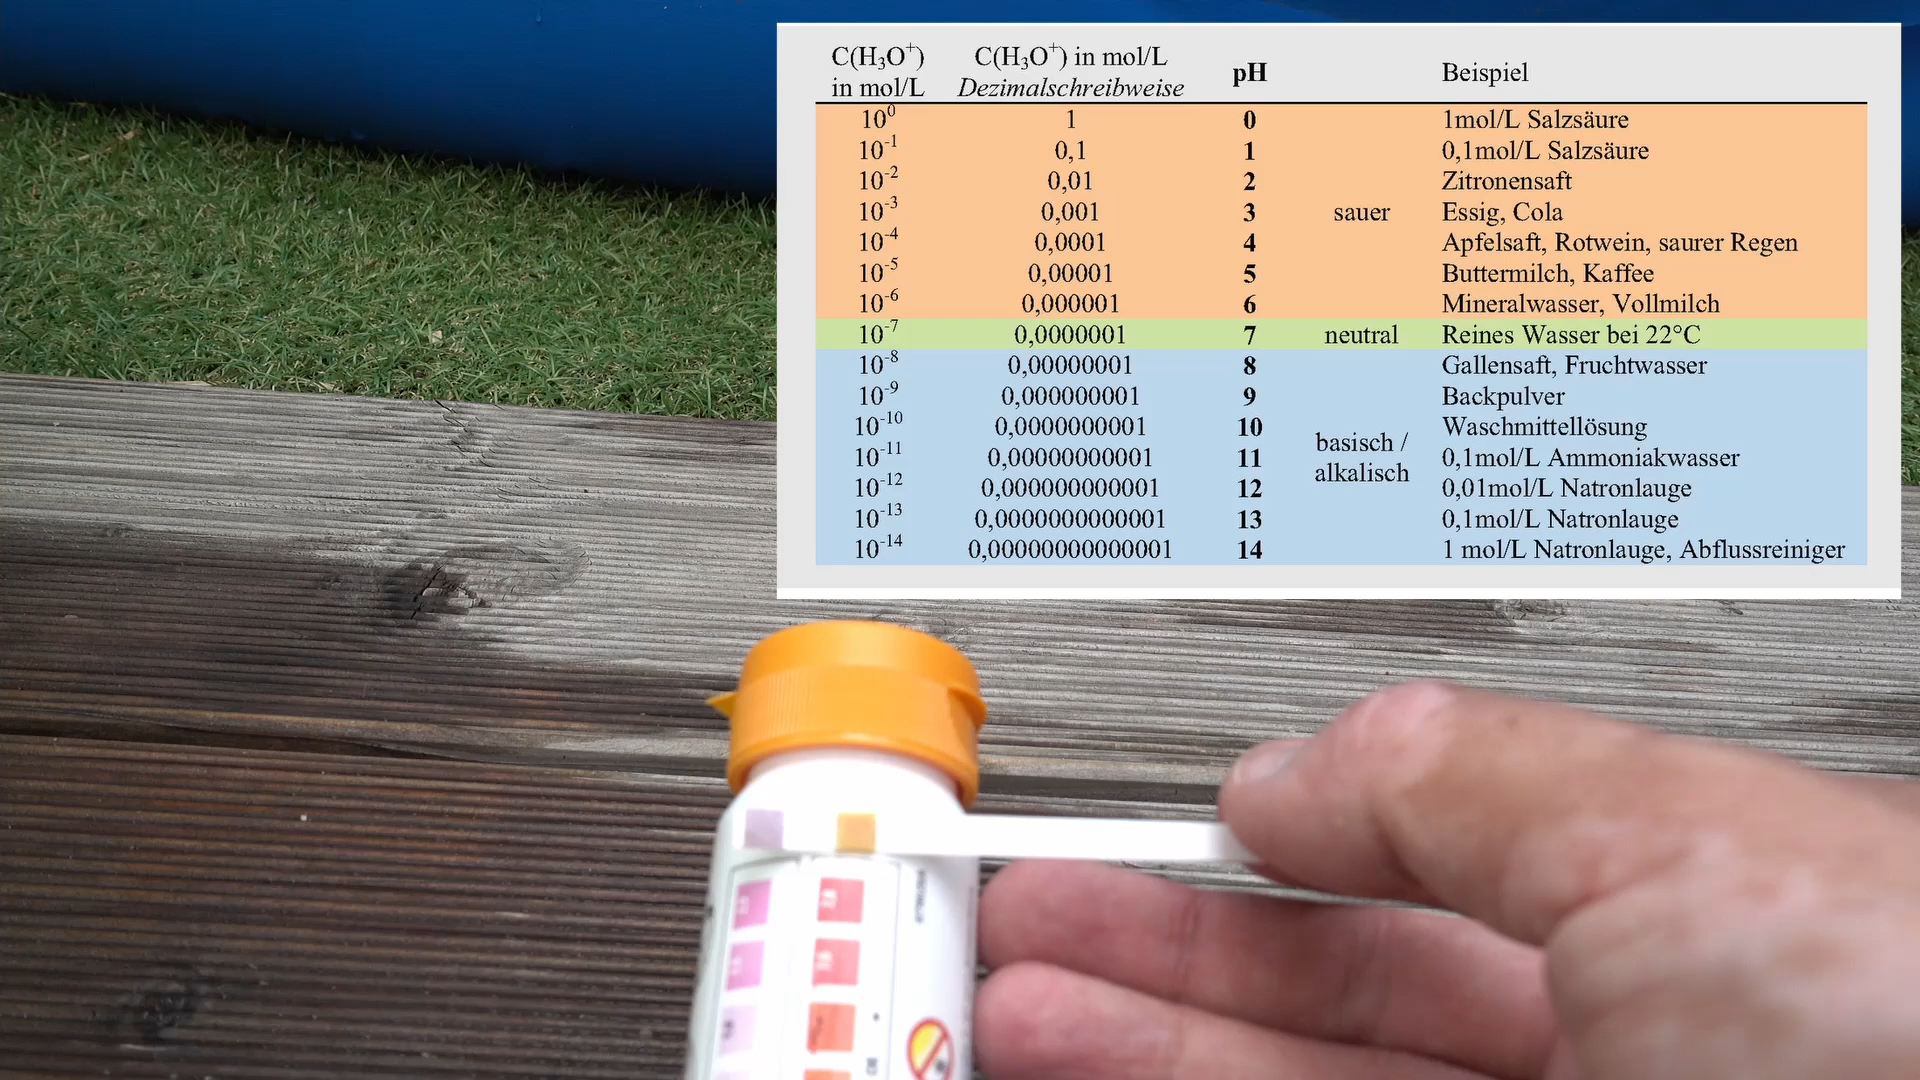 C(H₃O⁺) in mol/L C(H₃O⁺) in mol/L Dezimalschreibweise pH Beispiel
10⁰ 1 0 1mol/L Salzsäure
10⁻¹ 0,1 1 0,1mol/L Salzsäure
10⁻² 0,01 2 Zitronensaft
10⁻³ 0,001 3 sauer Essig, Cola
10⁻⁴ 0,0001 4 Apfelsaft, Rotwein, saurer Regen
10⁻⁵ 0,00001 5 Buttermilch, Kaffee
10⁻⁶ 0,000001 6 Mineralwasser, Vollmilch
10⁻⁷ 0,0000001 7 neutral Reines Wasser bei 22°C
10⁻⁸ 0,00000001 8 Gallensaft, Fruchtwasser
10⁻⁹ 0,000000001 9 Backpulver
10⁻¹⁰ 0,0000000001 10 Waschmittellösung
10⁻¹¹ 0,00000000001 11 basisch / alkalisch 0,1mol/L Ammoniakwasser
10⁻¹² 0,000000000001 12 0,01mol/L Natronlauge
10⁻¹³ 0,0000000000001 13 0,1mol/L Natronlauge
10⁻¹⁴ 0,00000000000001 14 1 mol/L Natronlauge, Abflussreiniger